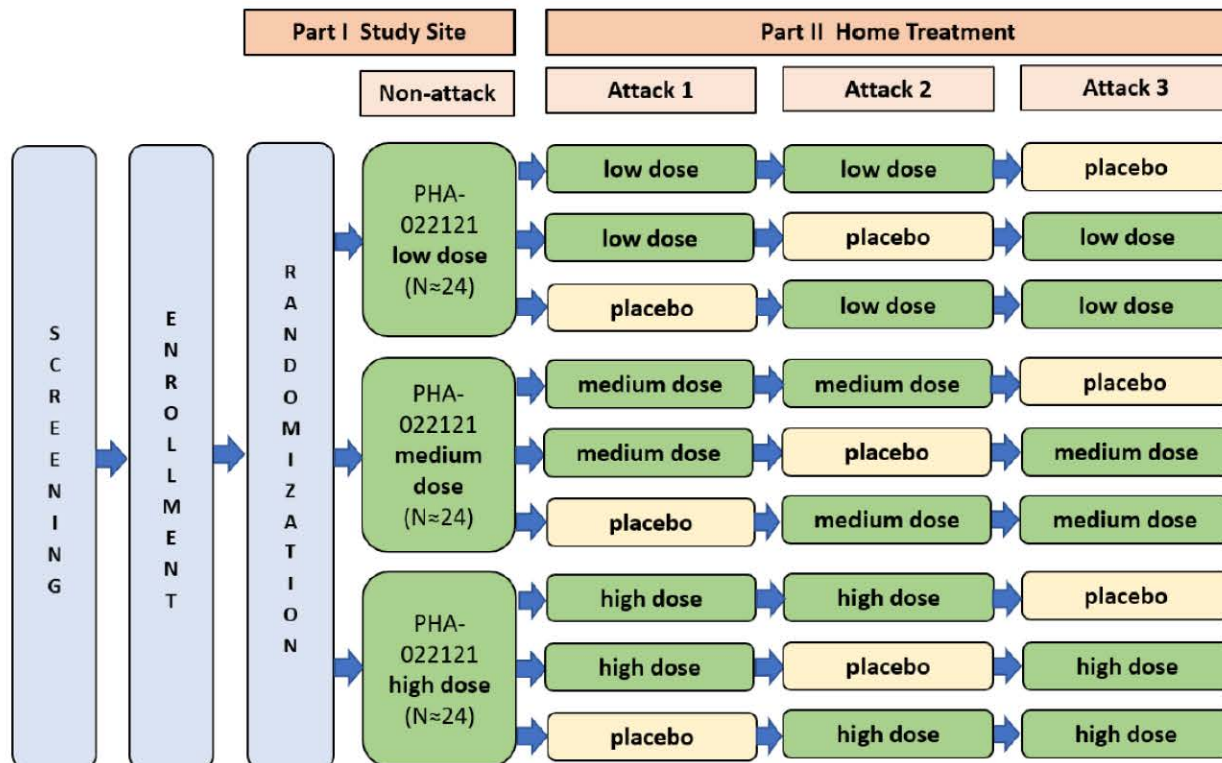 Part I  Study Site
Part II  Home Treatment
Non-attack
Attack 1
Attack 2
Attack 3
SCREENING
ENROLLMENT
RANDOMIZATION
PHA-
022121
low dose
(N≈24)
low dose
low dose
placebo
low dose
placebo
low dose
placebo
low dose
low dose
PHA-
022121
medium
dose
(N≈24)
medium dose
medium dose
placebo
medium dose
placebo
medium dose
placebo
medium dose
medium dose
PHA-
022121
high dose
(N≈24)
high dose
high dose
placebo
high dose
placebo
high dose
placebo
high dose
high dose